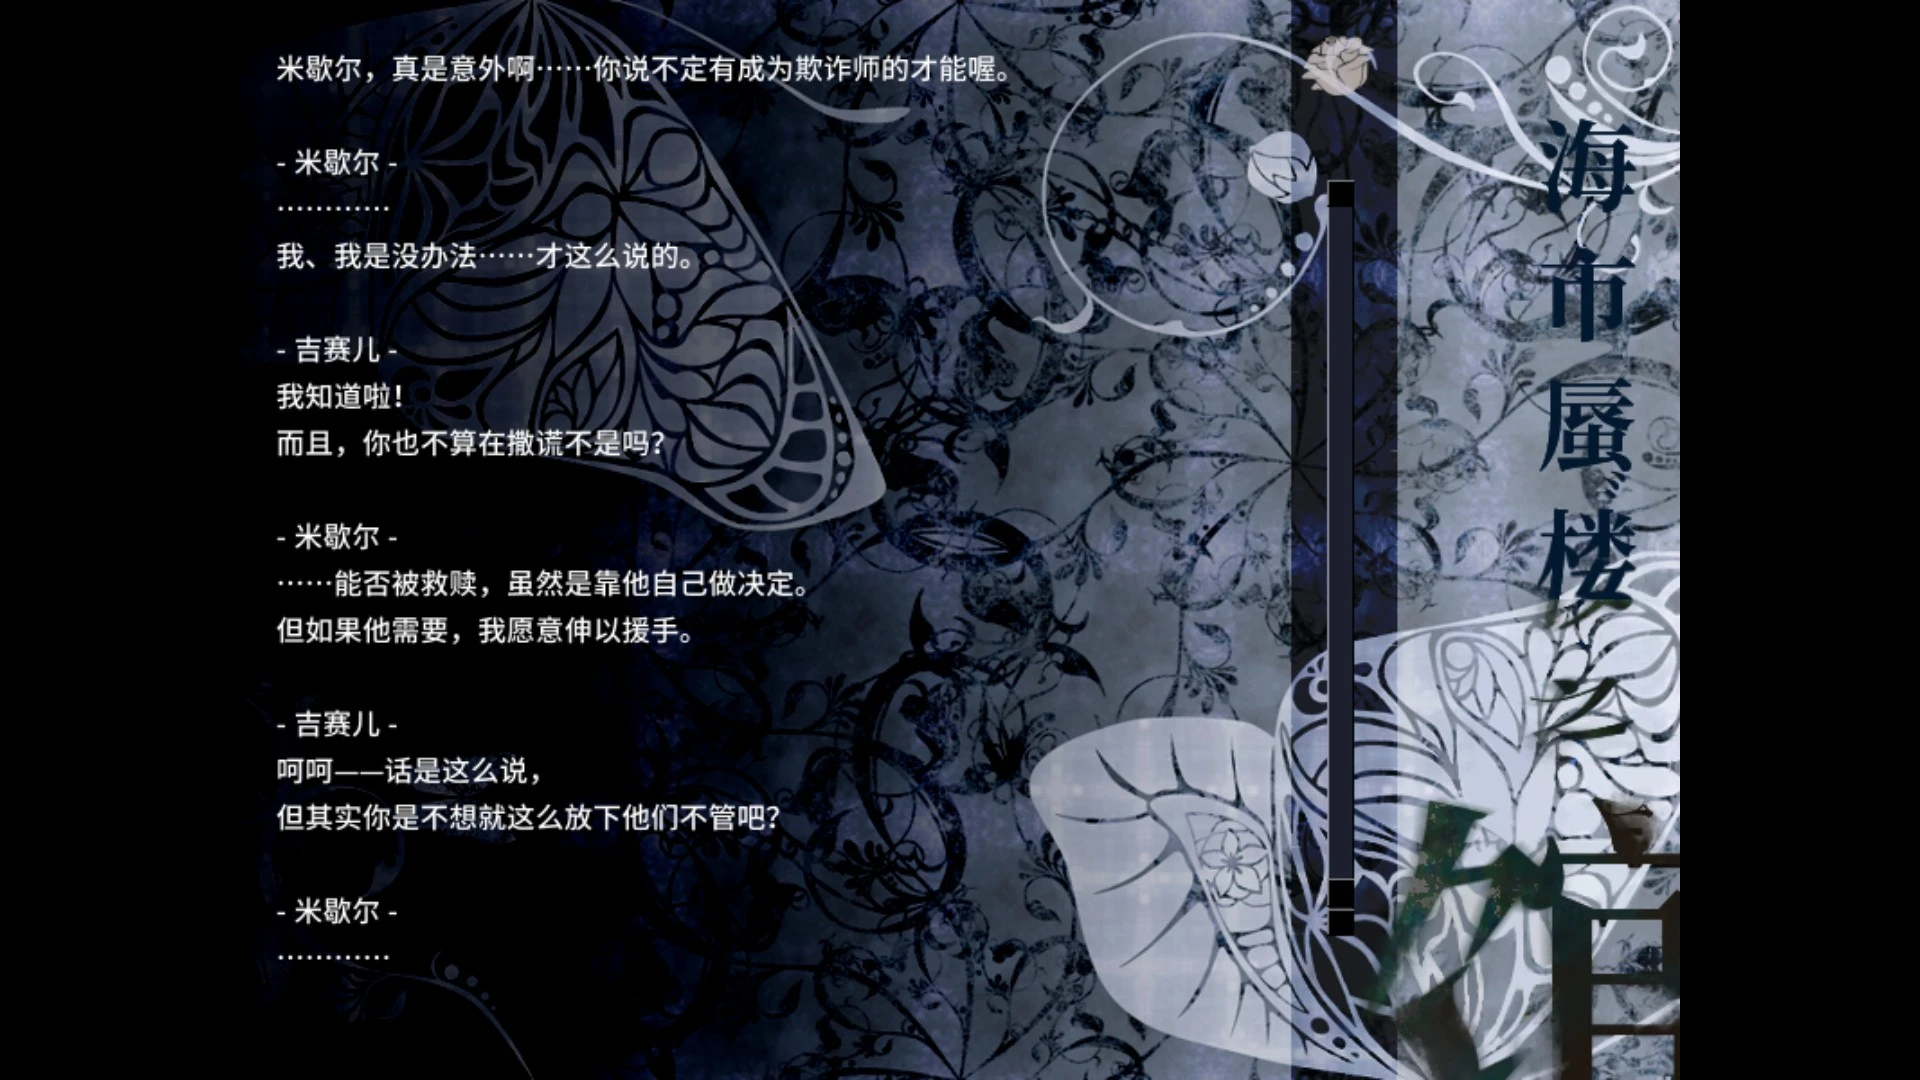 米歇尔，真是意外啊……你说不定有成为欺诈师的才能喔。
- 米歇尔 -
…………
我、我是没办法……才这么说的。
- 吉赛儿 -
我知道啦！
而且，你也不算在撒谎不是吗？
- 米歇尔 -
……能否被救赎，虽然是靠他自己做决定。
但如果他需要，我愿意伸以援手。
- 吉赛儿 -
呵呵——话是这么说，
但其实你是不想就这么放下他们不管吧？
- 米歇尔 -
…………
海市蜃楼之馆